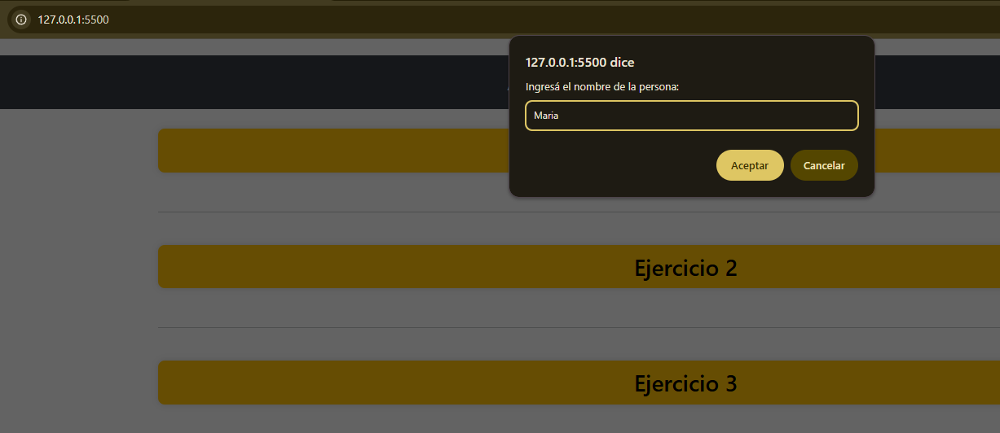 127.0.0.1:5500
127.0.0.1:5500 dice
Ingresá el nombre de la persona:
Maria
Aceptar
Cancelar
Ejercicio 2
Ejercicio 3